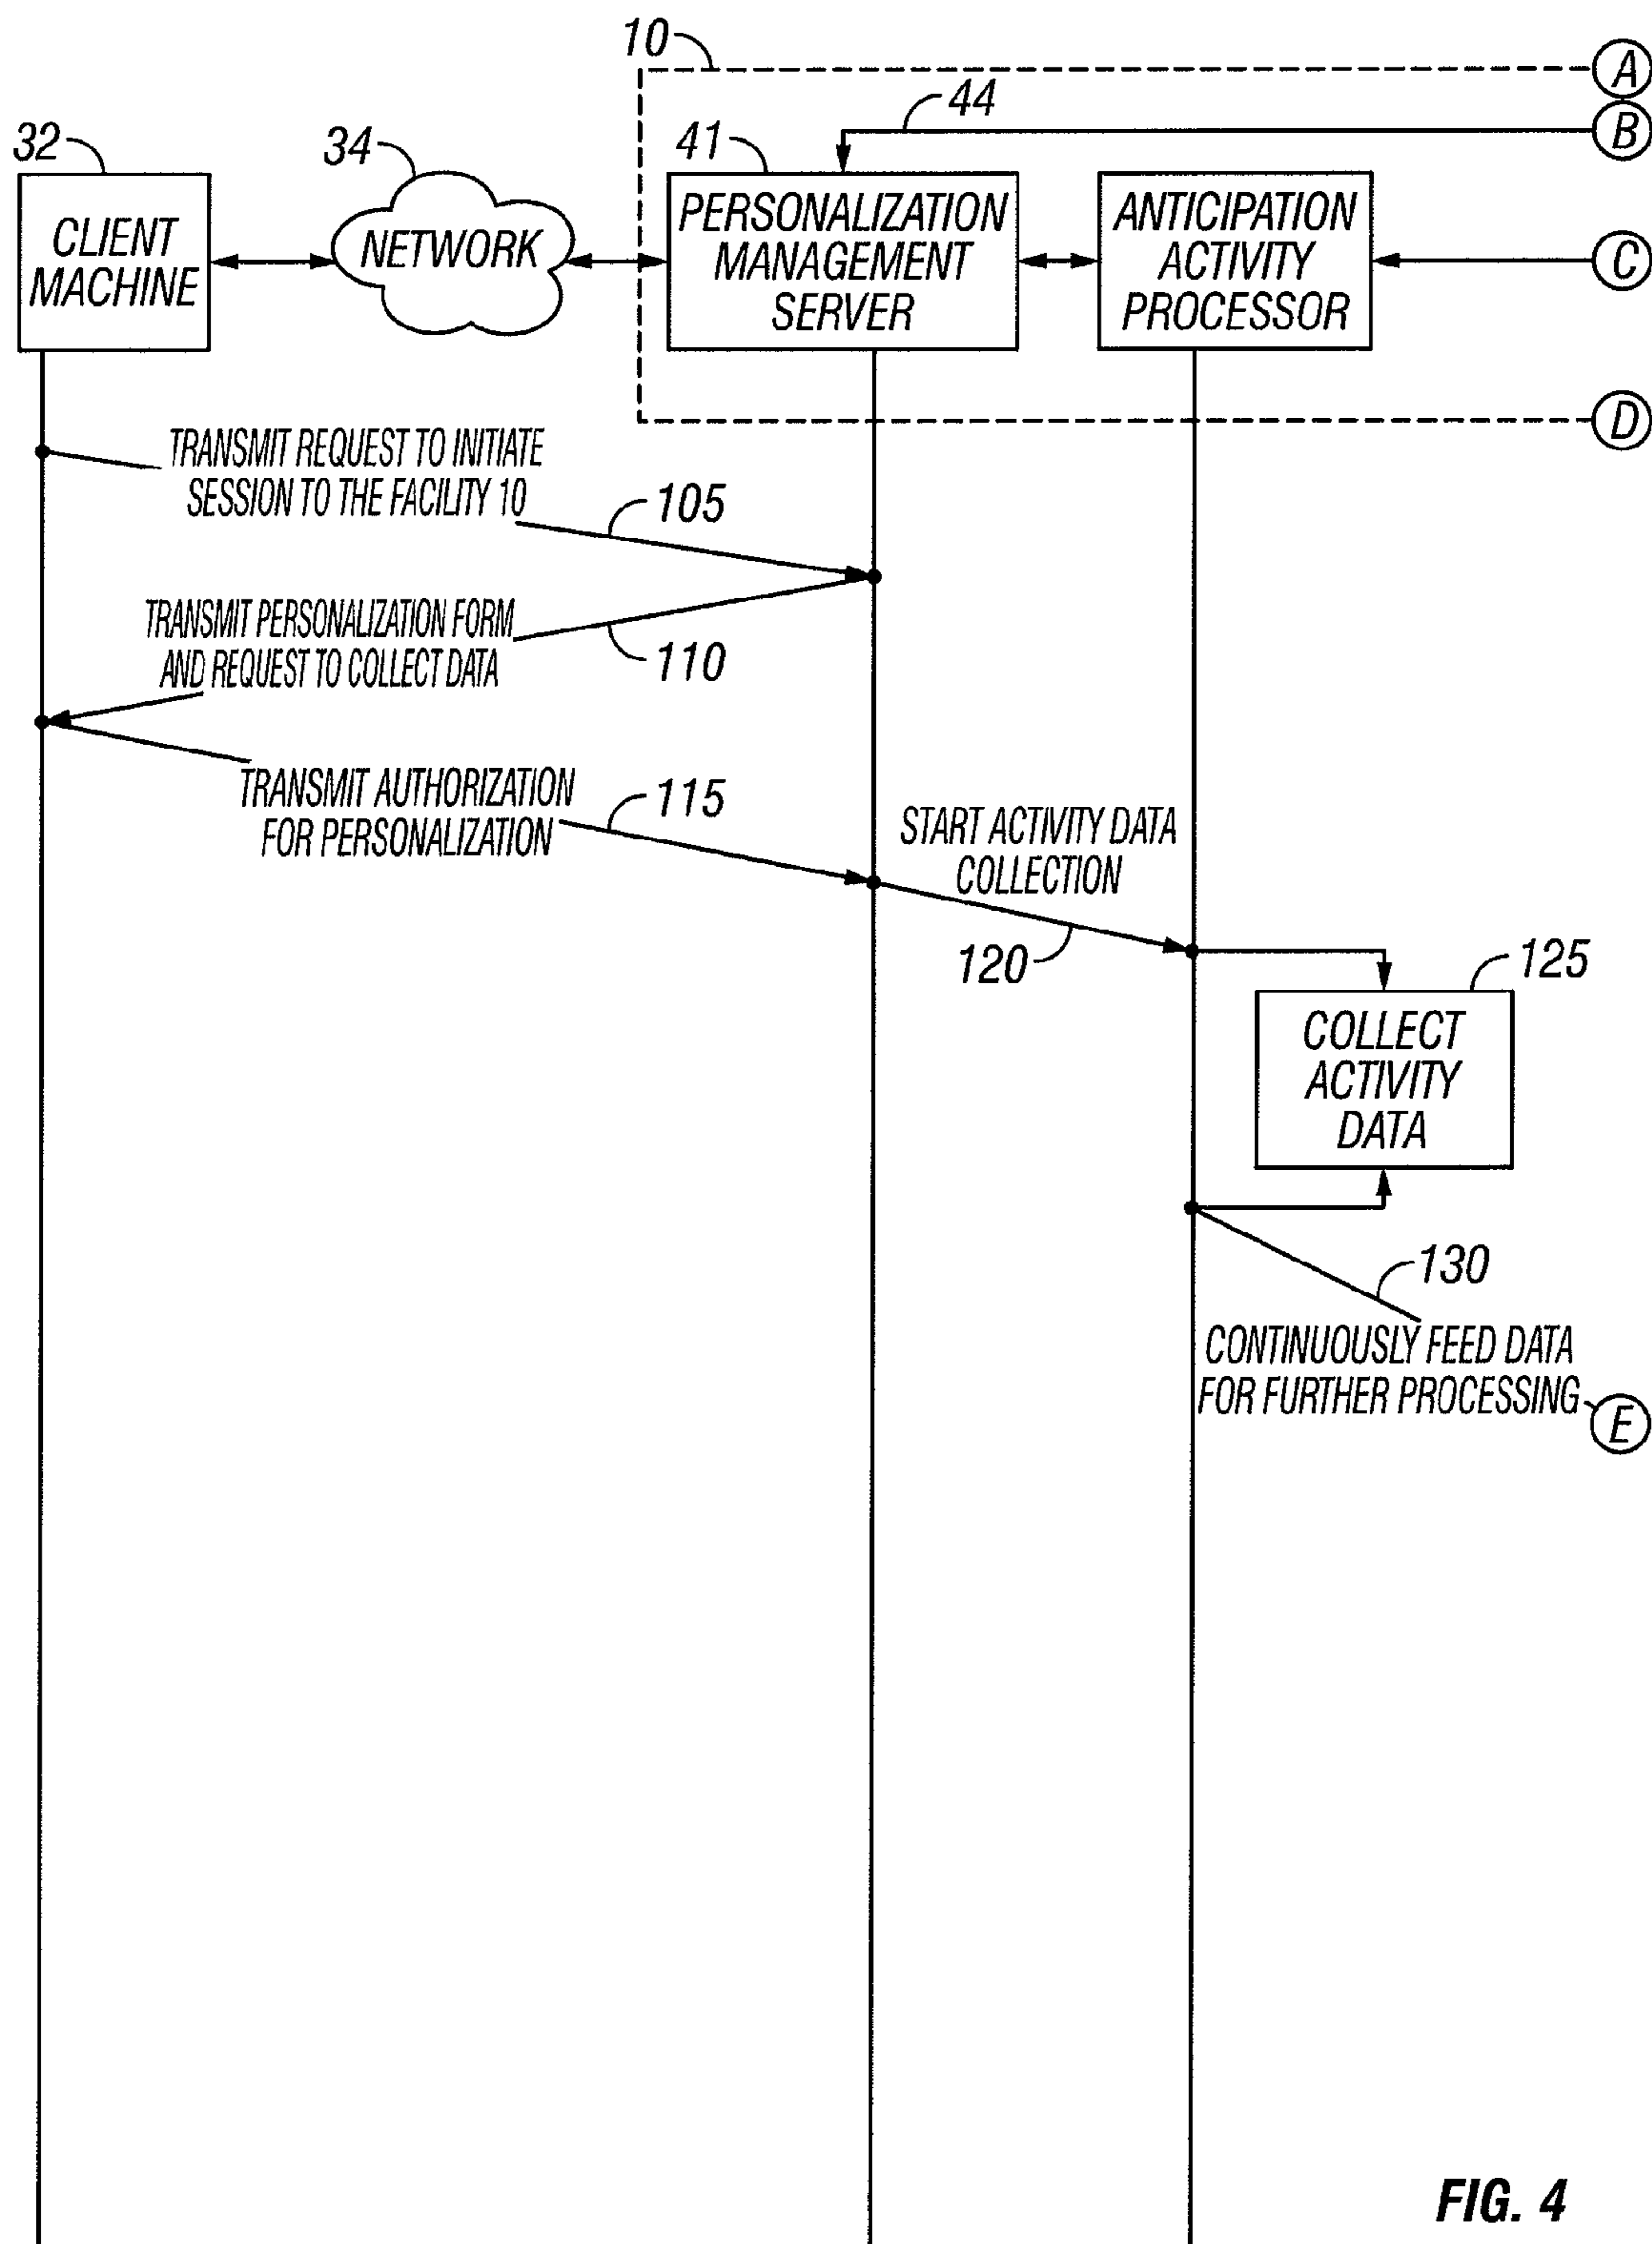 10
A
44
B
32
34
41
CLIENT
MACHINE
NETWORK
PERSONALIZATION
MANAGEMENT
SERVER
ANTICIPATION
ACTIVITY
PROCESSOR
C
D
TRANSMIT REQUEST TO INITIATE
SESSION TO THE FACILITY 10
105
TRANSMIT PERSONALIZATION FORM
AND REQUEST TO COLLECT DATA
110
TRANSMIT AUTHORIZATION
FOR PERSONALIZATION
115
START ACTIVITY DATA
COLLECTION
120
125
COLLECT
ACTIVITY
DATA
130
CONTINUOUSLY FEED DATA
FOR FURTHER PROCESSING
E
FIG. 4